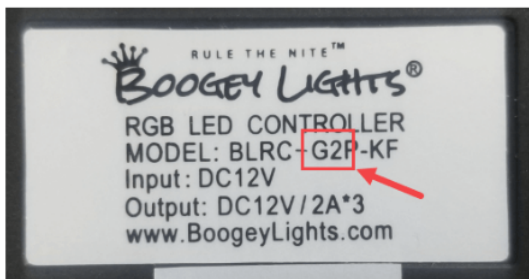 RULE THE NITE™
BOOGEY LIGHTS®
RGB LED CONTROLLER
MODEL: BLRC-G2P-KF
Input: DC12V
Output: DC12V/2A*3
www.BoogeyLights.com